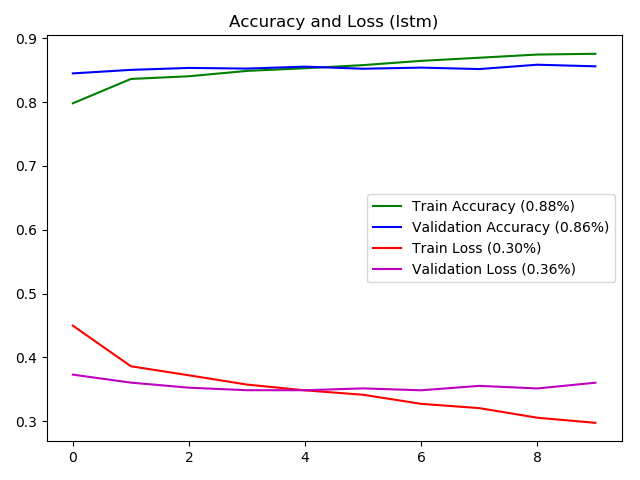 Accuracy and Loss (lstm)
0.9
0.8
0.7
0.6
0.5
0.4
0.3
Train Accuracy (0.88%)
Validation Accuracy (0.86%)
Train Loss (0.30%)
Validation Loss (0.36%)
0 2 4 6 8